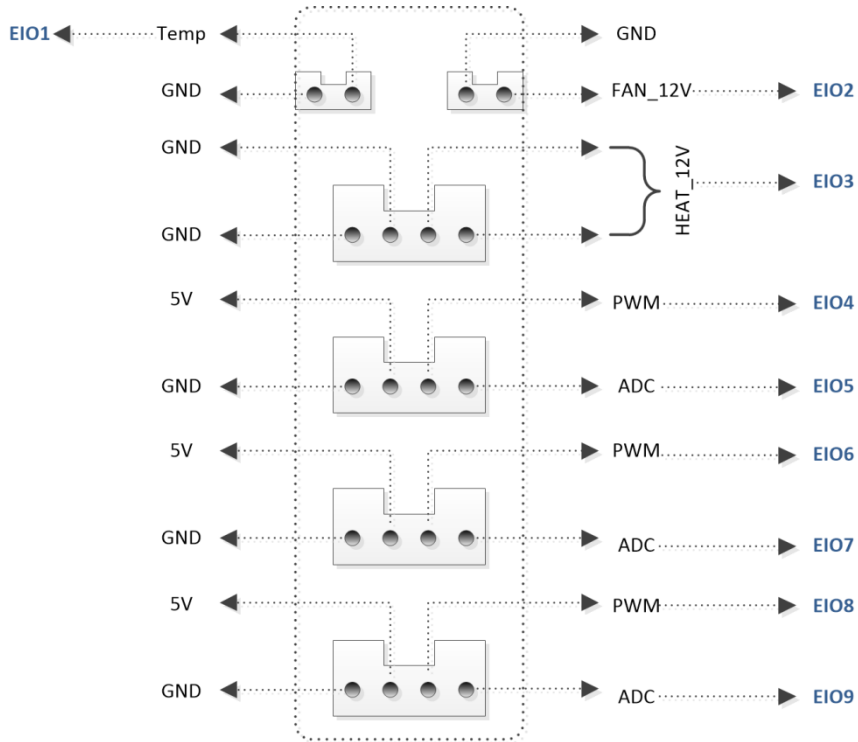 EIO1 Temp GND
GND FAN_12V EIO2
GND
HEAT_12V EIO3
GND
5V PWM EIO4
GND ADC EIO5
5V PWM EIO6
GND ADC EIO7
5V PWM EIO8
GND ADC EIO9